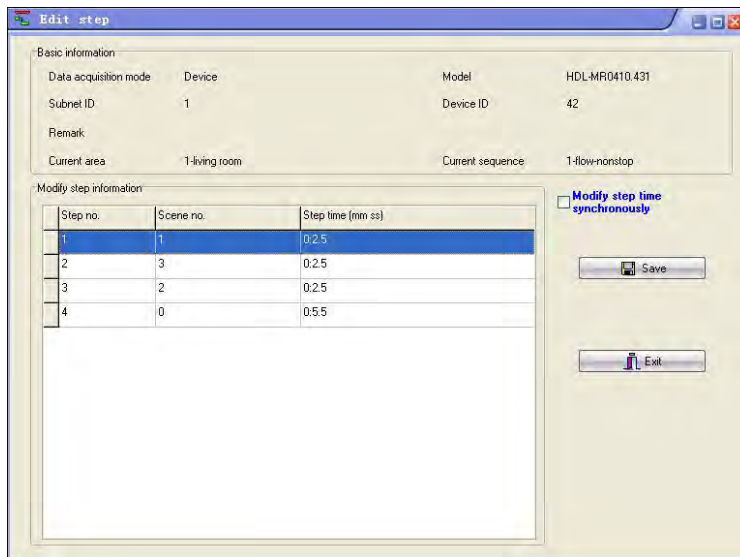 Edit step
Basic information
Data acquisition mode Device Model HDL-MR0410.431
Subnet ID 1 Device ID 42
Remark
Current area 1-living room Current sequence 1-flow-nonstop
Modify step information
Modify step time
synchronously
Step no. Scene no. Step time (mm ss)
1 1 0:2.5
2 3 0:2.5
3 2 0:2.5
4 0 0:5.5
Save
Exit